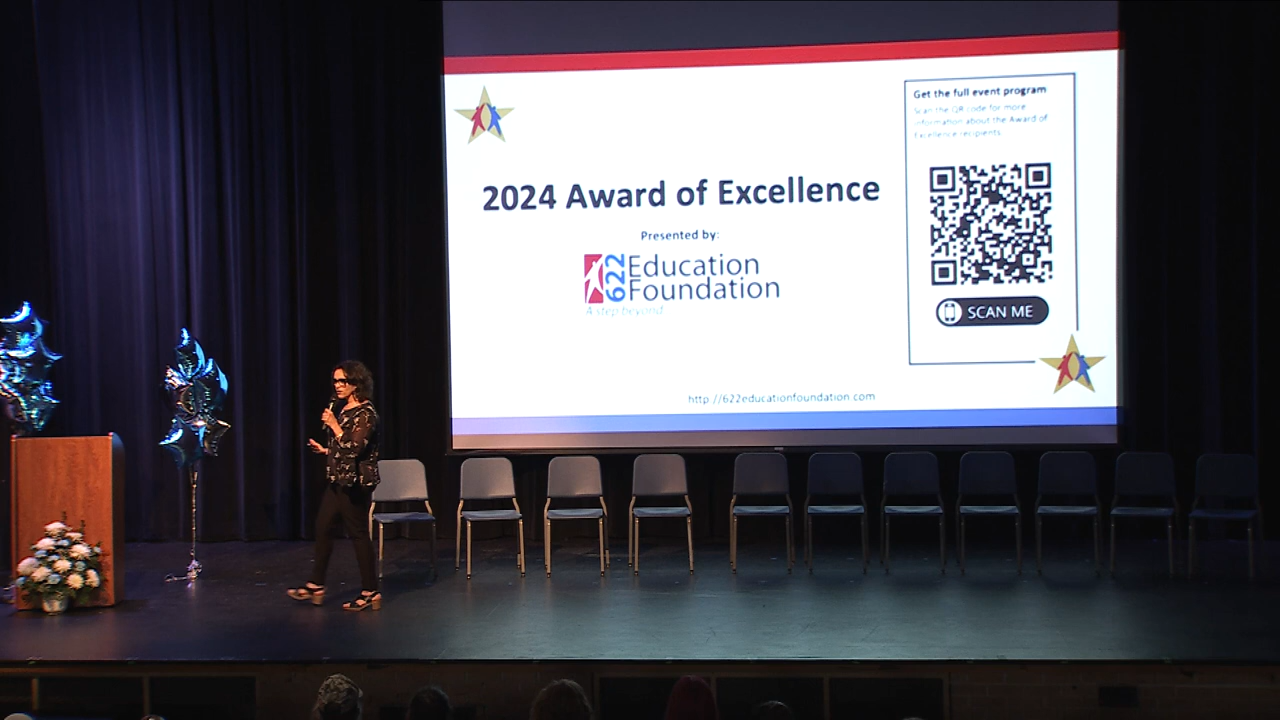 Get the full event program
Scan the QR code for more
information about the Award of
Excellence recipients.
2024 Award of Excellence
Presented by:
622 Education
Foundation
A step beyond
SCAN ME
http://622educationfoundation.com